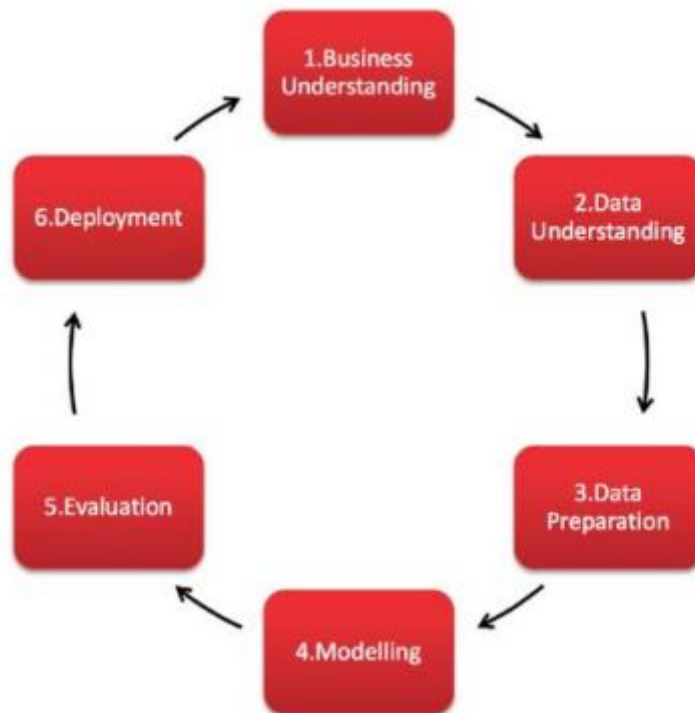 1.Business
Understanding
2.Data
Understanding
3.Data
Preparation
4.Modelling
5.Evaluation
6.Deployment